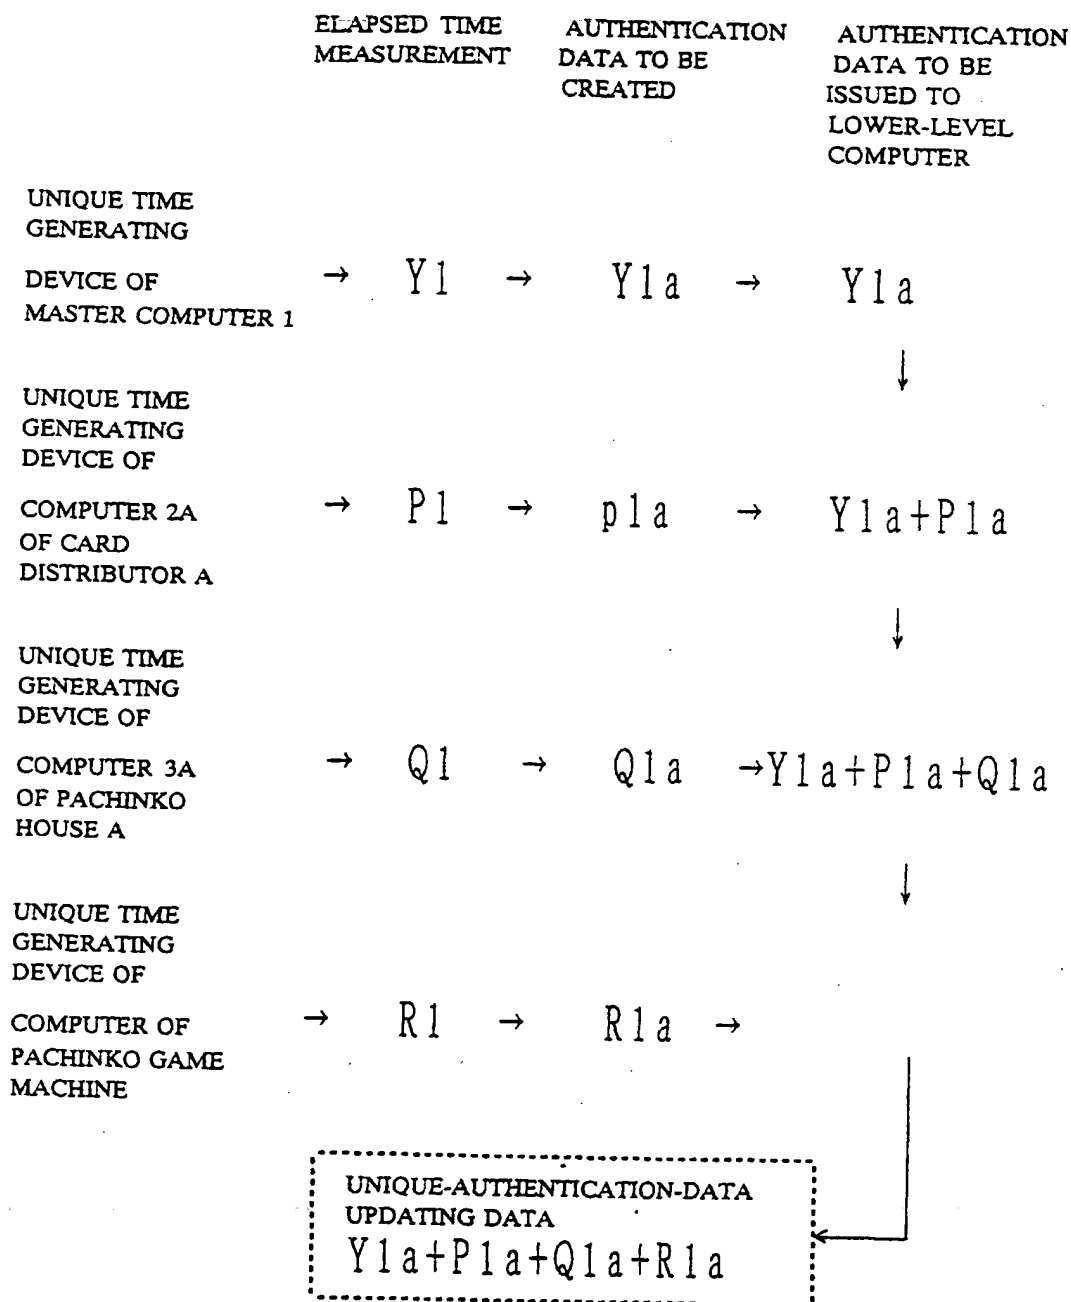 ELAPSED TIME
MEASUREMENT
AUTHENTICATION
DATA TO BE
CREATED
AUTHENTICATION
DATA TO BE
ISSUED TO
LOWER-LEVEL
COMPUTER
UNIQUE TIME
GENERATING
DEVICE OF
MASTER COMPUTER 1
→ Y1 → Y1a → Y1a
UNIQUE TIME
GENERATING
DEVICE OF
COMPUTER 2A
OF CARD
DISTRIBUTOR A
→ P1 → p1a → Y1a+P1a
UNIQUE TIME
GENERATING
DEVICE OF
COMPUTER 3A
OF PACHINKO
HOUSE A
→ Q1 → Q1a →Y1a+P1a+Q1a
UNIQUE TIME
GENERATING
DEVICE OF
COMPUTER OF
PACHINKO GAME
MACHINE
→ R1 → R1a →
UNIQUE-AUTHENTICATION-DATA
UPDATING DATA
Y1a+P1a+Q1a+R1a